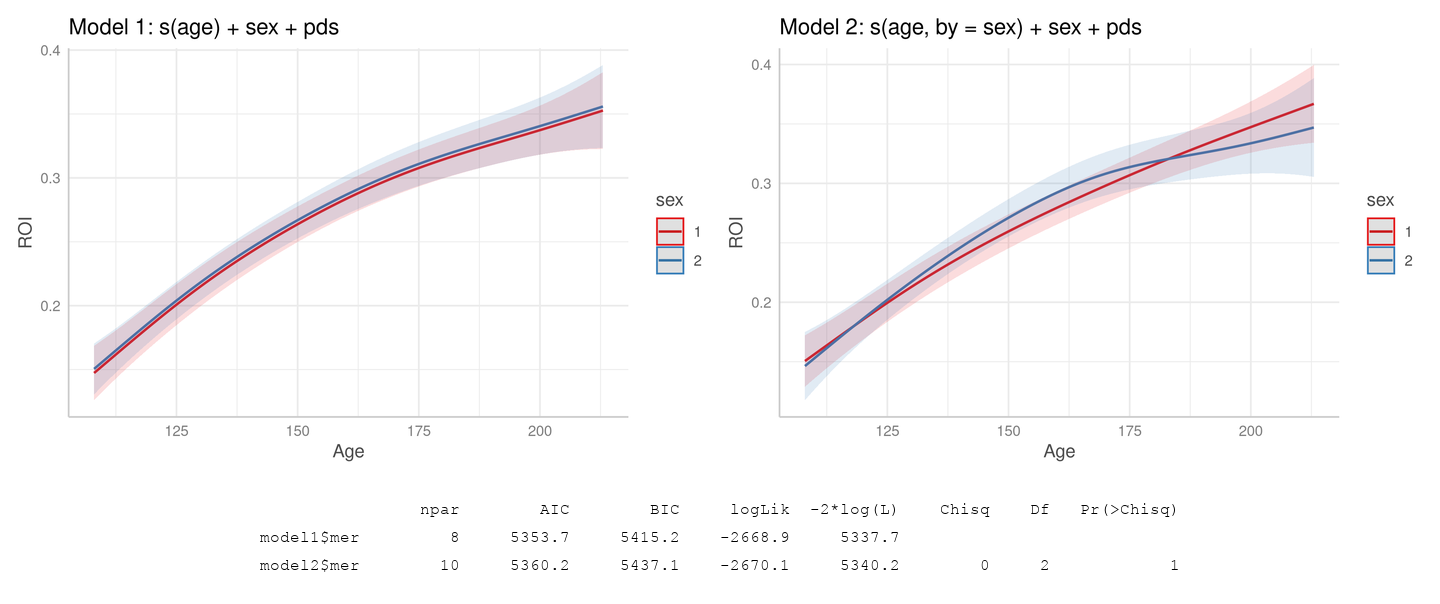 Model 1: s(age) + sex + pds
0.4
0.3
0.2
ROI
125 150 175 200
Age
sex
1
2
Model 2: s(age, by = sex) + sex + pds
0.4
0.3
0.2
ROI
125 150 175 200
Age
sex
1
2
npar AIC BIC logLik -2*log(L) Chisq Df Pr(>Chisq)
model1$mer 8 5353.7 5415.2 -2668.9 5337.7
model2$mer 10 5360.2 5437.1 -2670.1 5340.2 0 2 1